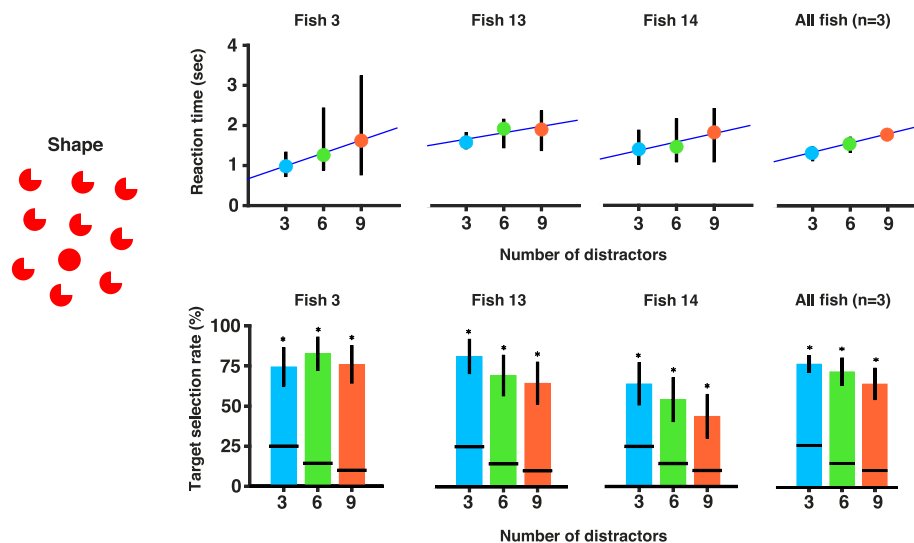 Fish 3
Fish 13
Fish 14
All fish (n=3)
Shape
Reaction time (sec)
4
3
2
1
0
3 6 9
3 6 9
3 6 9
3 6 9
Number of distractors
Fish 3
Fish 13
Fish 14
All fish (n=3)
Target selection rate (%)
100
75
50
25
0
* * *
* * *
* * *
* * *
3 6 9
3 6 9
3 6 9
3 6 9
Number of distractors